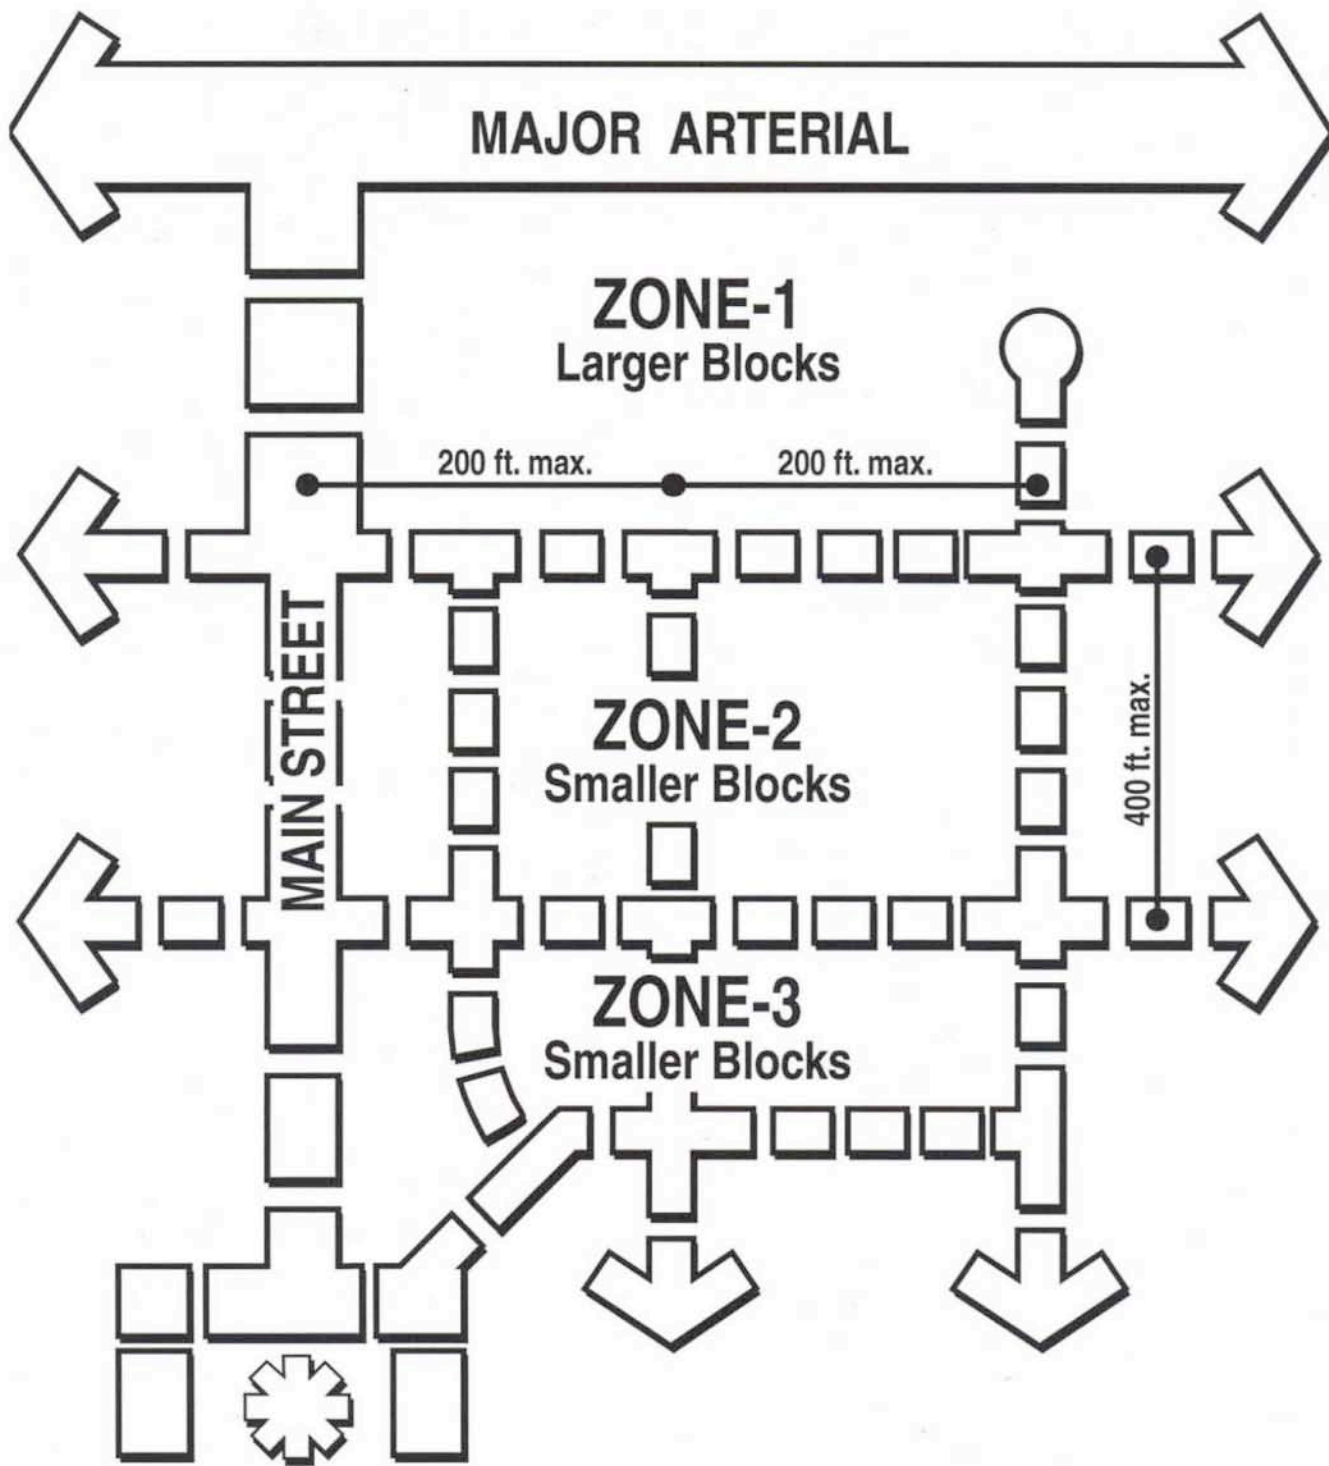 MAJOR ARTERIAL
ZONE-1
Larger Blocks
200 ft. max.
200 ft. max.
MAIN STREET
ZONE-2
Smaller Blocks
400 ft. max.
ZONE-3
Smaller Blocks